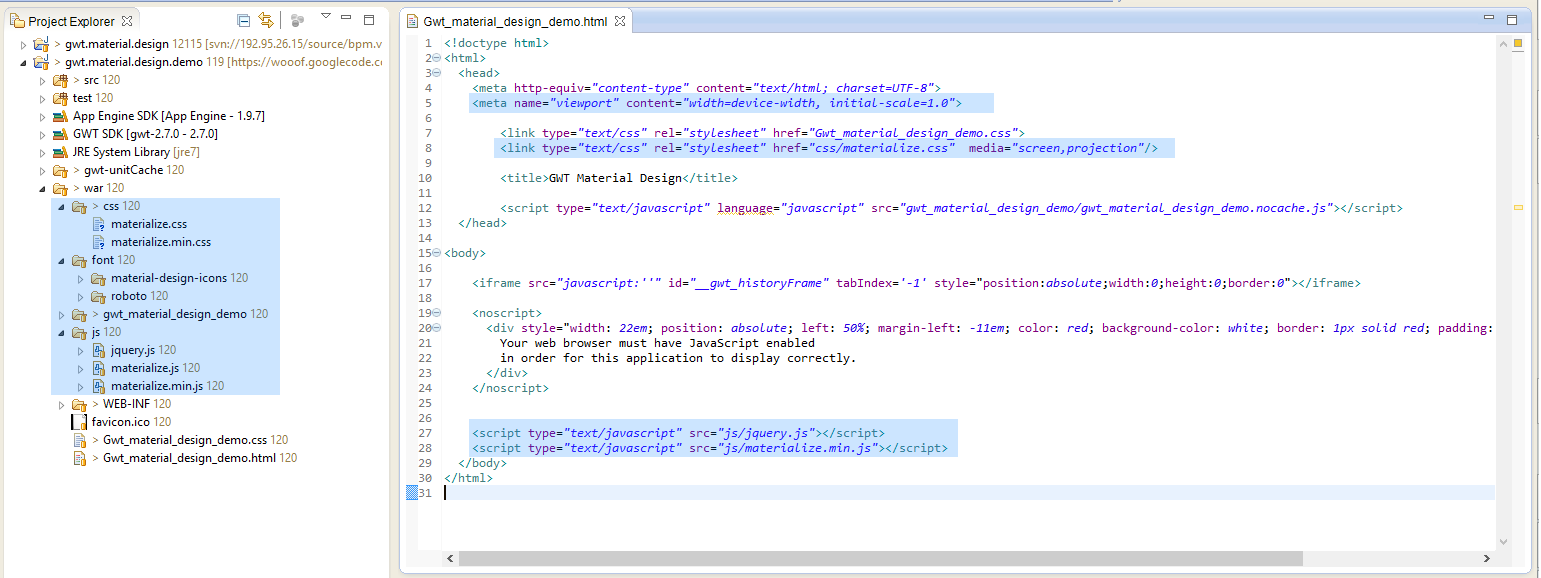 Project Explorer
> gwt.material.design 12115 [svn://192.95.26.15/source/bpm.v
> gwt.material.design.demo 119 [https://wooof.googlecode.c
> src 120
test 120
App Engine SDK [App Engine - 1.9.7]
GWT SDK [gwt-2.7.0 - 2.7.0]
JRE System Library [jre7]
> gwt-unitCache 120
> war 120
> css 120
materialize.css
materialize.min.css
font 120
material-design-icons 120
roboto 120
> gwt_material_design_demo 120
js 120
jquery.js 120
materialize.js 120
materialize.min.js 120
> WEB-INF 120
favicon.ico 120
> Gwt_material_design_demo.css 120
> Gwt_material_design_demo.html 120
Gwt_material_design_demo.html
1 <!doctype html>
2 <html>
3 <head>
4 <meta http-equiv="content-type" content="text/html; charset=UTF-8">
5 <meta name="viewport" content="width=device-width, initial-scale=1.0">
6
7 <link type="text/css" rel="stylesheet" href="Gwt_material_design_demo.css">
8 <link type="text/css" rel="stylesheet" href="css/materialize.css"  media="screen,projection"/>
9
10 <title>GWT Material Design</title>
11
12 <script type="text/javascript" language="javascript" src="gwt_material_design_demo/gwt_material_design_demo.nocache.js"></script>
13 </head>
14
15 <body>
16
17 <iframe src="javascript:''" id="__gwt_historyFrame" tabIndex='-1' style="position:absolute;width:0;height:0;border:0"></iframe>
18
19 <noscript>
20 <div style="width: 22em; position: absolute; left: 50%; margin-left: -11em; color: red; background-color: white; border: 1px solid red; padding:
21 Your web browser must have JavaScript enabled
22 in order for this application to display correctly.
23 </div>
24 </noscript>
25
26
27 <script type="text/javascript" src="js/jquery.js"></script>
28 <script type="text/javascript" src="js/materialize.min.js"></script>
29 </body>
30 </html>
31